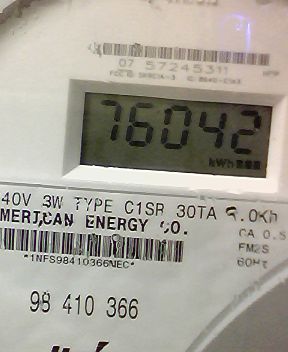 07 57245311
76042
kWh
40V 3W TYPE C1SR 30TA .0Kh
MERICAN ENERGY CO.
CA 0.5
FM2S
60Hz
*1NFS98410366NEC*
98 410 366